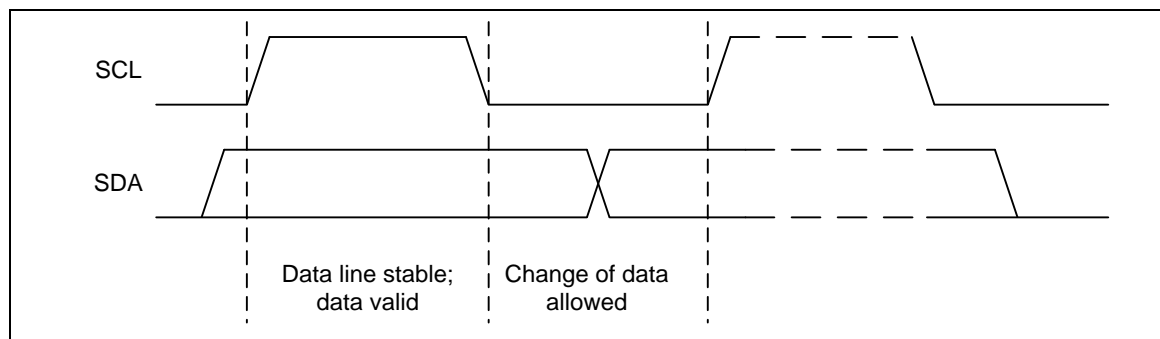 SCL
SDA
Data line stable;
data valid
Change of data
allowed